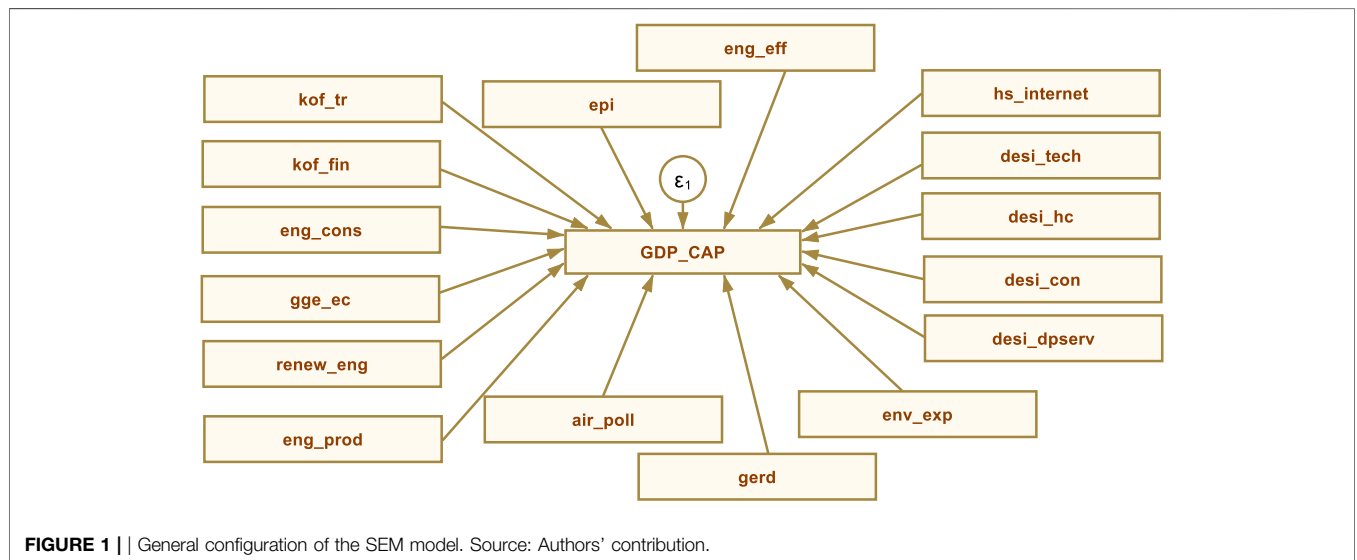 eng_eff
kof_tr
epi
hs_internet
desi_tech
kof_fin
ε1
desi_hc
eng_cons
GDP_CAP
desi_con
gge_ec
desi_dpserv
renew_eng
env_exp
air_poll
eng_prod
gerd
FIGURE 1 | | General configuration of the SEM model. Source: Authors' contribution.